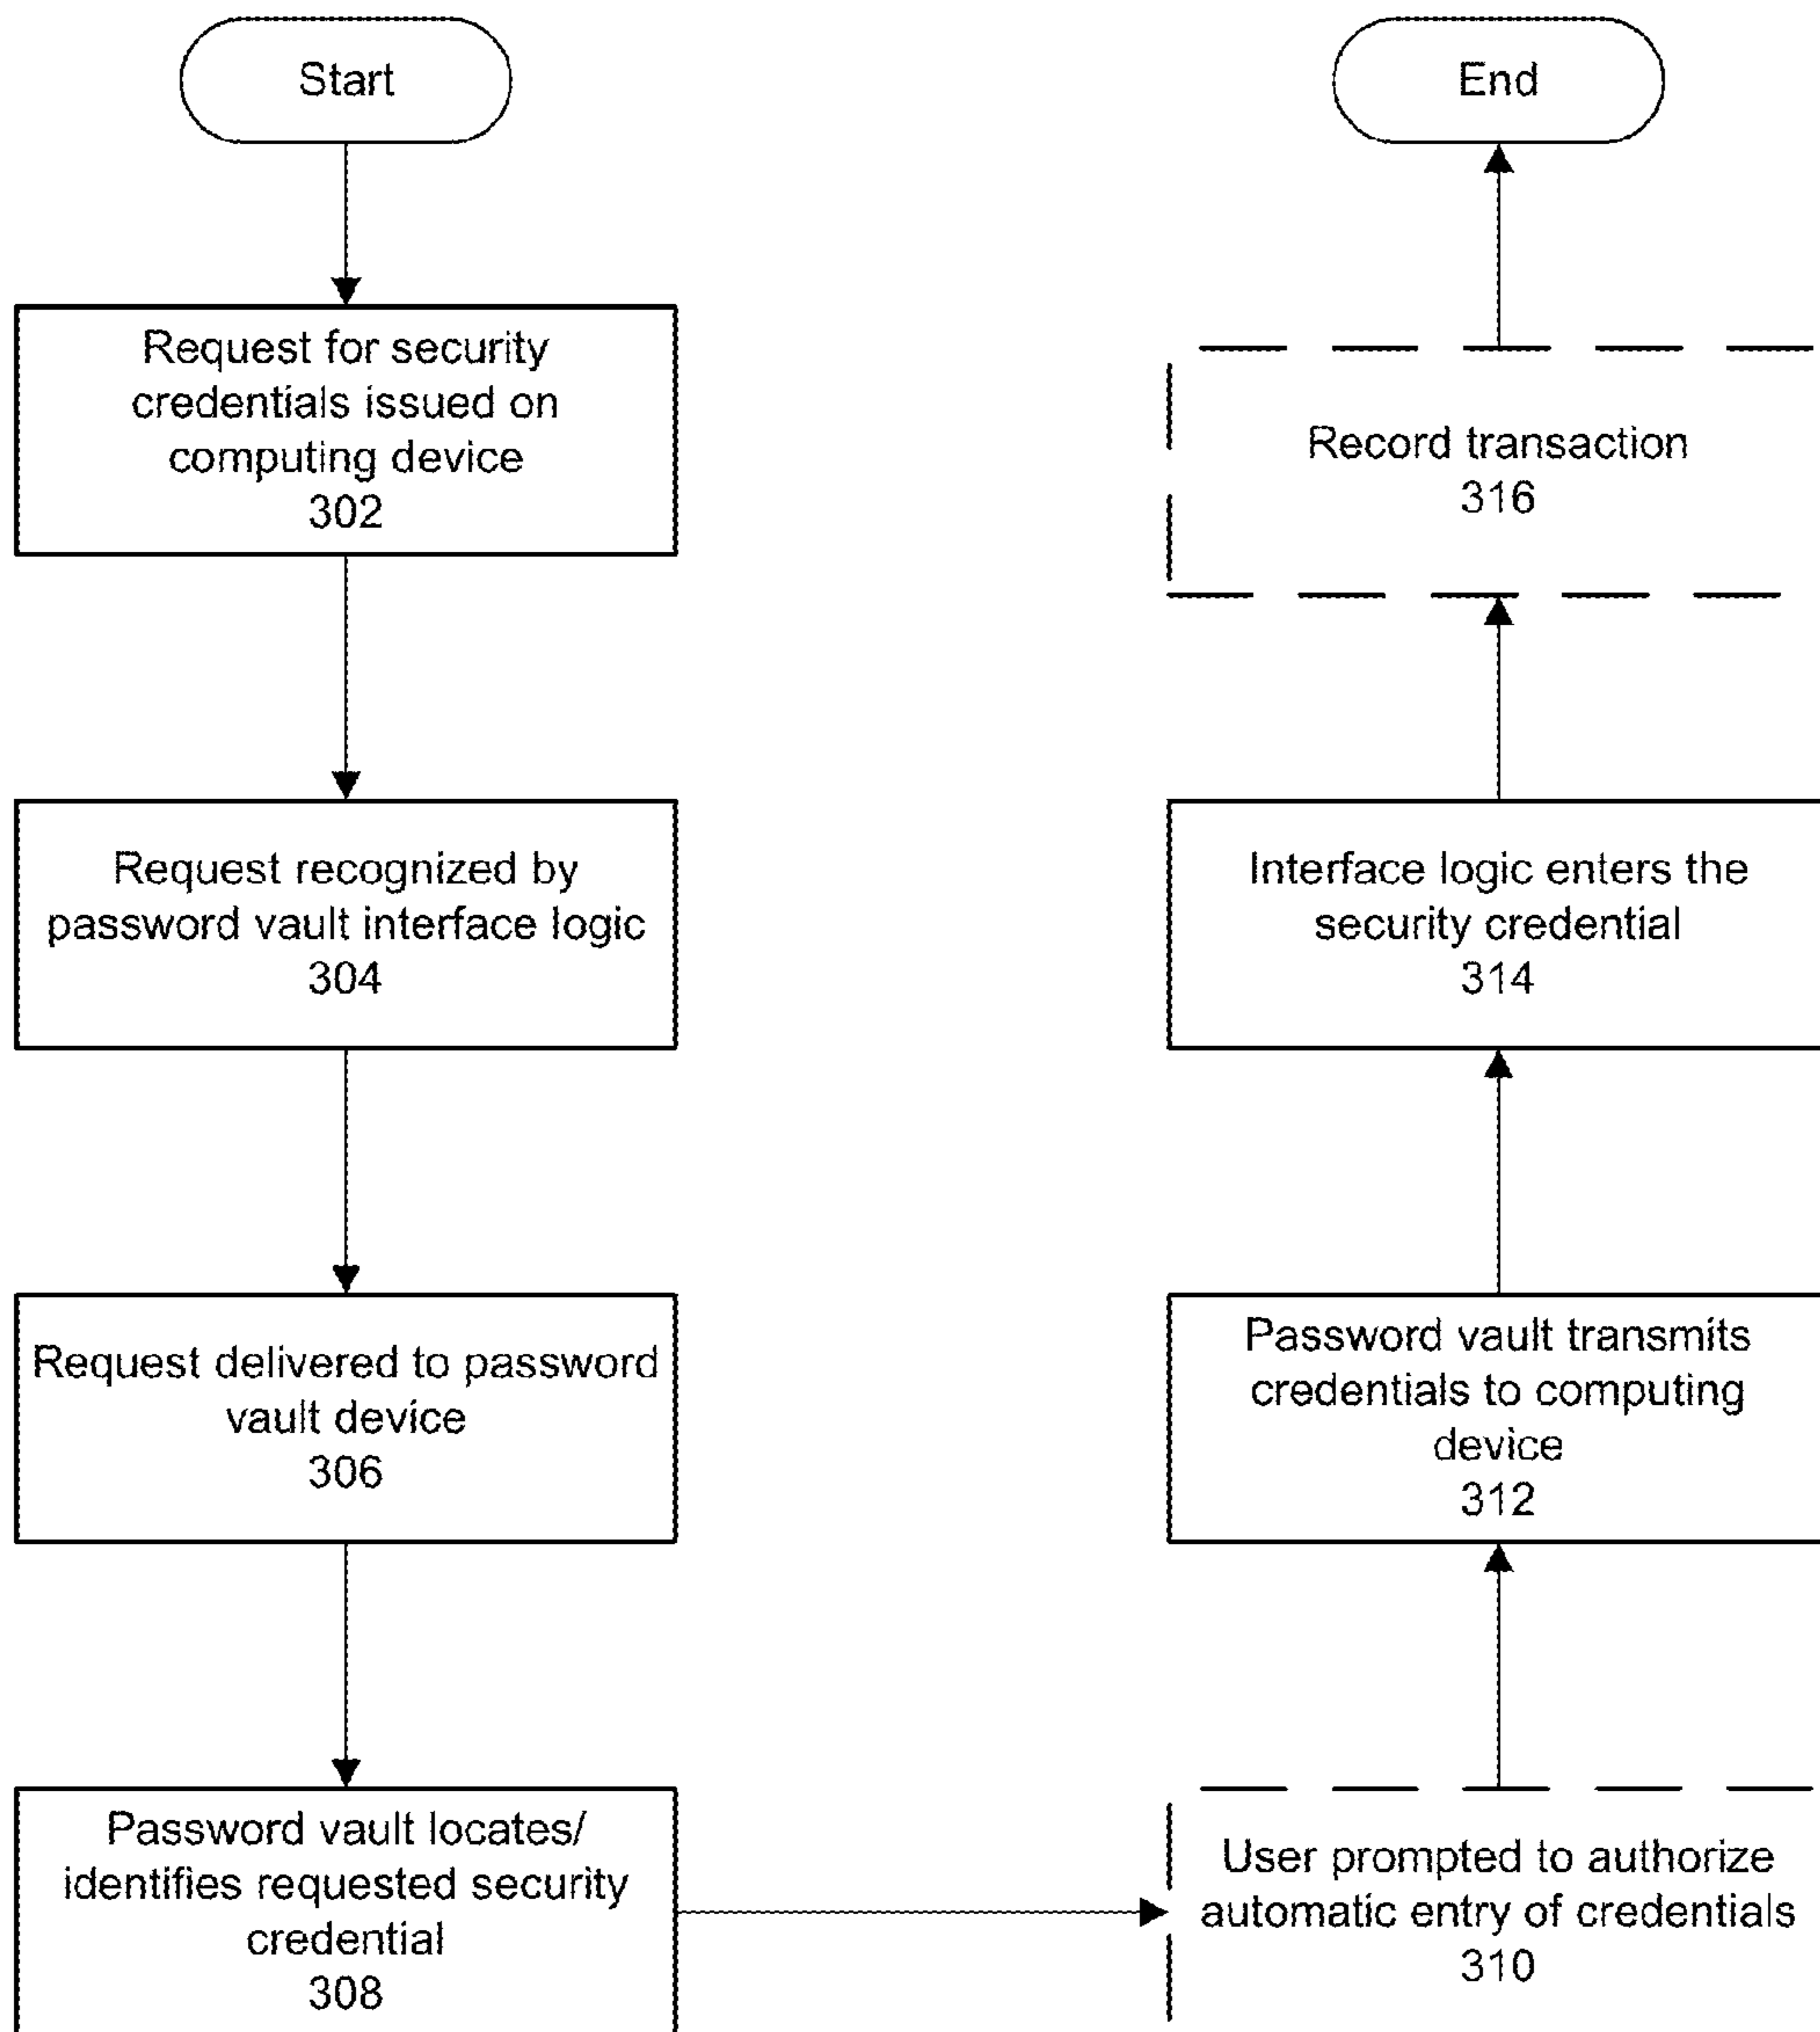 Start
Request for security
credentials issued on
computing device
302
Request recognized by
password vault interface logic
304
Request delivered to password
vault device
306
Password vault locates/
identifies requested security
credential
308
User prompted to authorize
automatic entry of credentials
310
Password vault transmits
credentials to computing
device
312
Interface logic enters the
security credential
314
Record transaction
316
End